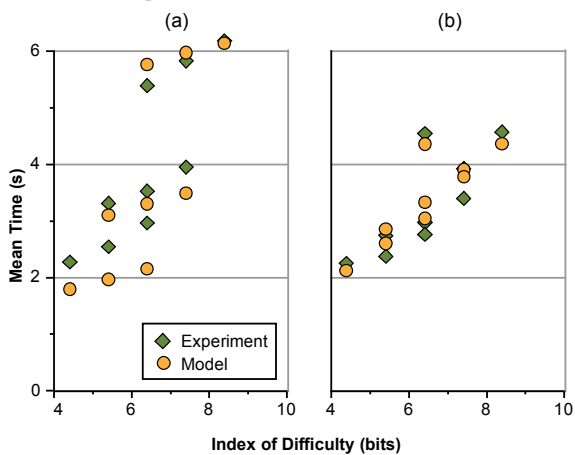 (a) (b)
6
4
2
0
Mean Time (s)
Experiment
Model
4 6 8 10 4 6 8 10
Index of Difficulty (bits)